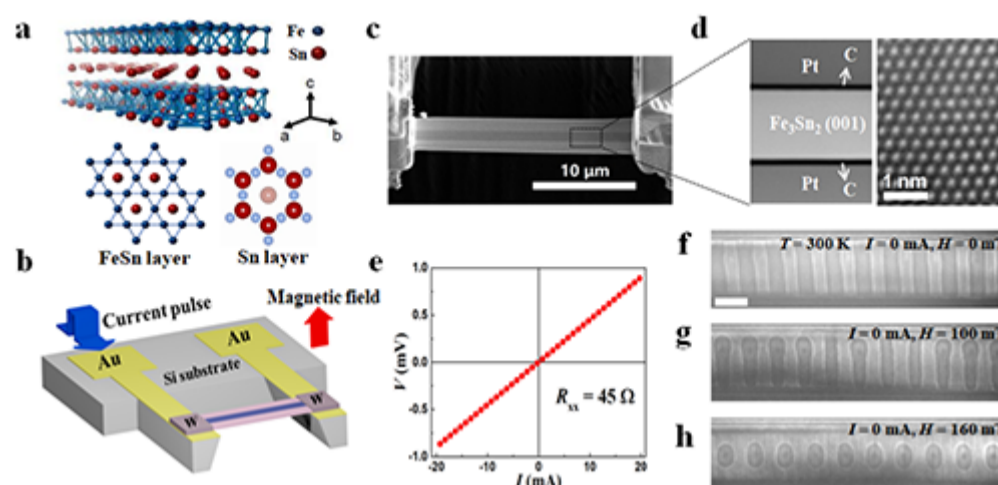 a
Fe
Sn
c
a
b
FeSn layer
Sn layer
b
Current pulse
Magnetic field
Au
Au
Si substrate
W
W
c
10 μm
d
Pt
C
Fe₃Sn₂ (001)
Pt
C
1 nm
e
V (mV)
1.0
0.5
0.0
-0.5
-1.0
Rxx = 45 Ω
-20
-10
0
10
20
I (mA)
f
T = 300 K I = 0 mA, H = 0 m
g
I=0 mA, H = 100 m
h
I=0 mA, H = 160 m